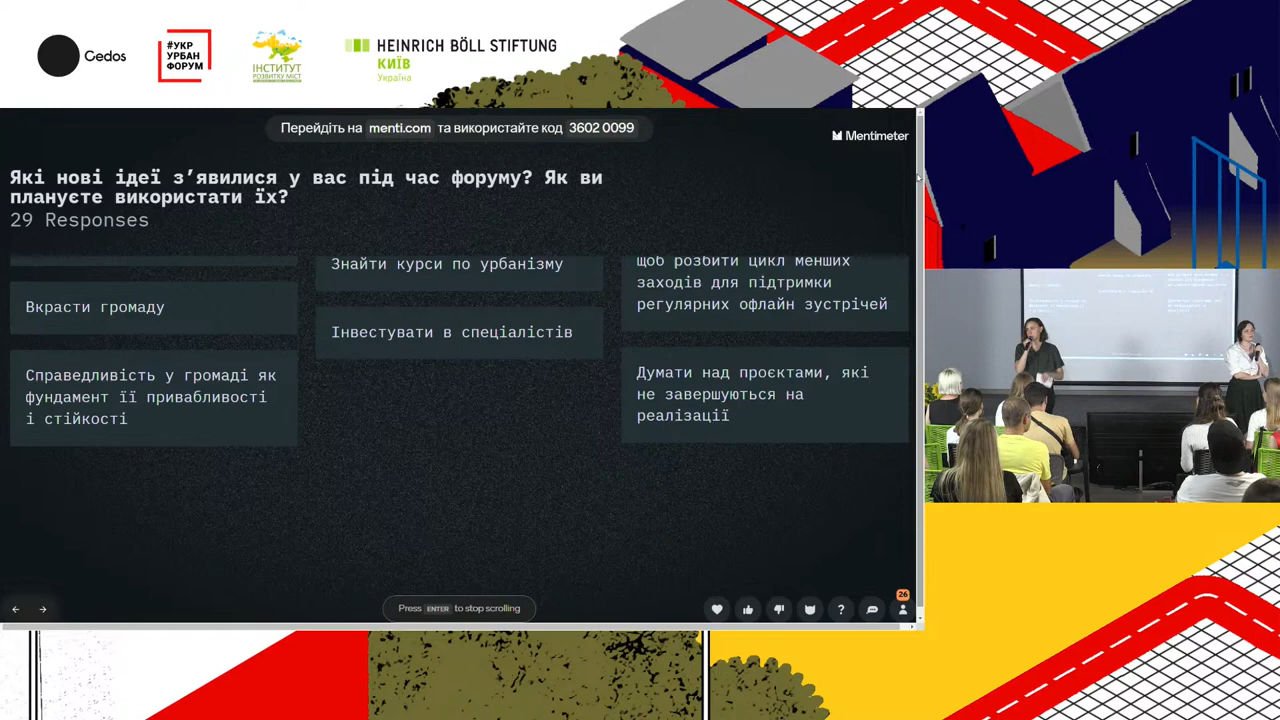 Cedos
#УКР
УРБАН
ФОРУМ
ІНСТИТУТ
РОЗВИТКУ МІСТ
HEINRICH BÖLL STIFTUNG
КИЇВ
Україна
Перейдіть на menti.com та використайте код 3602 0099
Mentimeter
Які нові ідеї з’явилися у вас під час форуму? Як ви
плануєте використати їх?
29 Responses
Вкрасти громаду
Справедливість у громаді як
фундамент її привабливості
і стійкості
Знайти курси по урбанізму
Інвестувати в спеціалістів
щоб розбити цикл менших
заходів для підтримки
регулярних офлайн зустрічей
Думати над проєктами, які
не завершуються на
реалізації
Press ENTER to stop scrolling
26